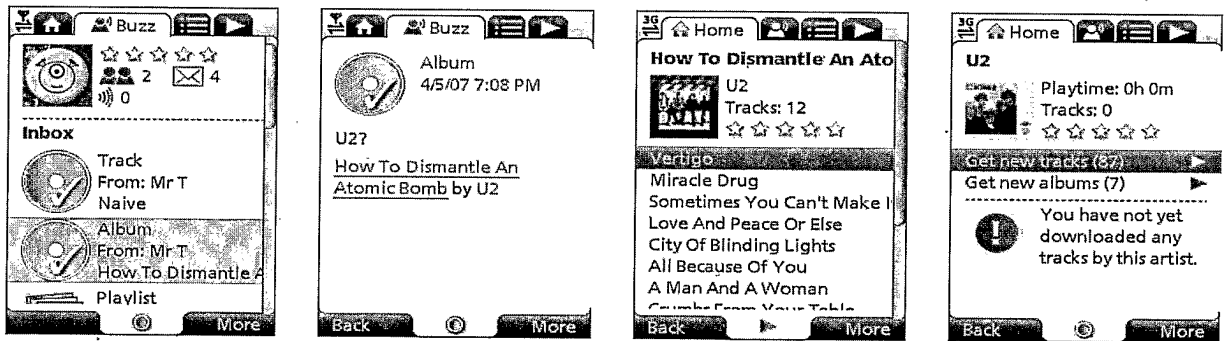 Buzz
2
4
0
Inbox
Track
From: Mr T
Naive
Album
From: Mr T
How To Dismantle A
Playlist
More
Buzz
Album
4/5/07 7:08 PM
U2?
How To Dismantle An
Atomic Bomb by U2
Back
More
3G
Home
How To Dismantle An Ato
U2
Tracks: 12
Vertigo
Miracle Drug
Sometimes You Can't Make I
Love And Peace Or Else
City Of Blinding Lights
All Because Of You
A Man And A Woman
Crumbs From Your Table
Back
More
3G
Home
U2
Playtime: 0h 0m
Tracks: 0
Get new tracks (87)
Get new albums (7)
You have not yet
downloaded any
tracks by this artist.
Back
More